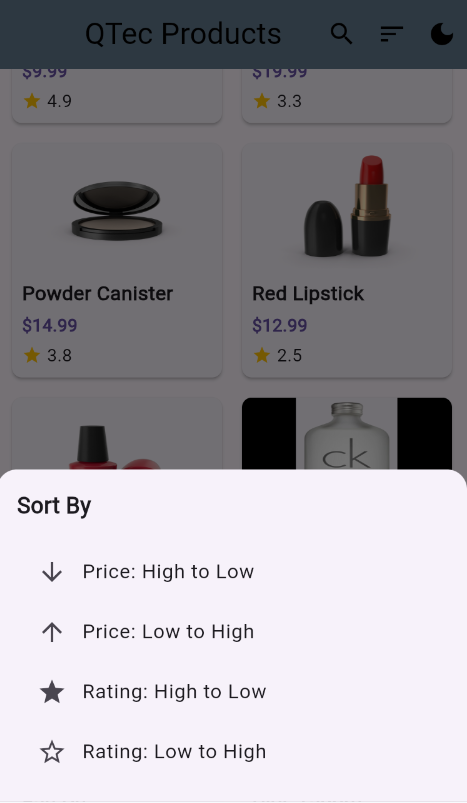 QTec Products
$9.99
$19.99
4.9
3.3
Powder Canister
Red Lipstick
$14.99
$12.99
3.8
2.5
ck
Sort By
Price: High to Low
Price: Low to High
Rating: High to Low
Rating: Low to High